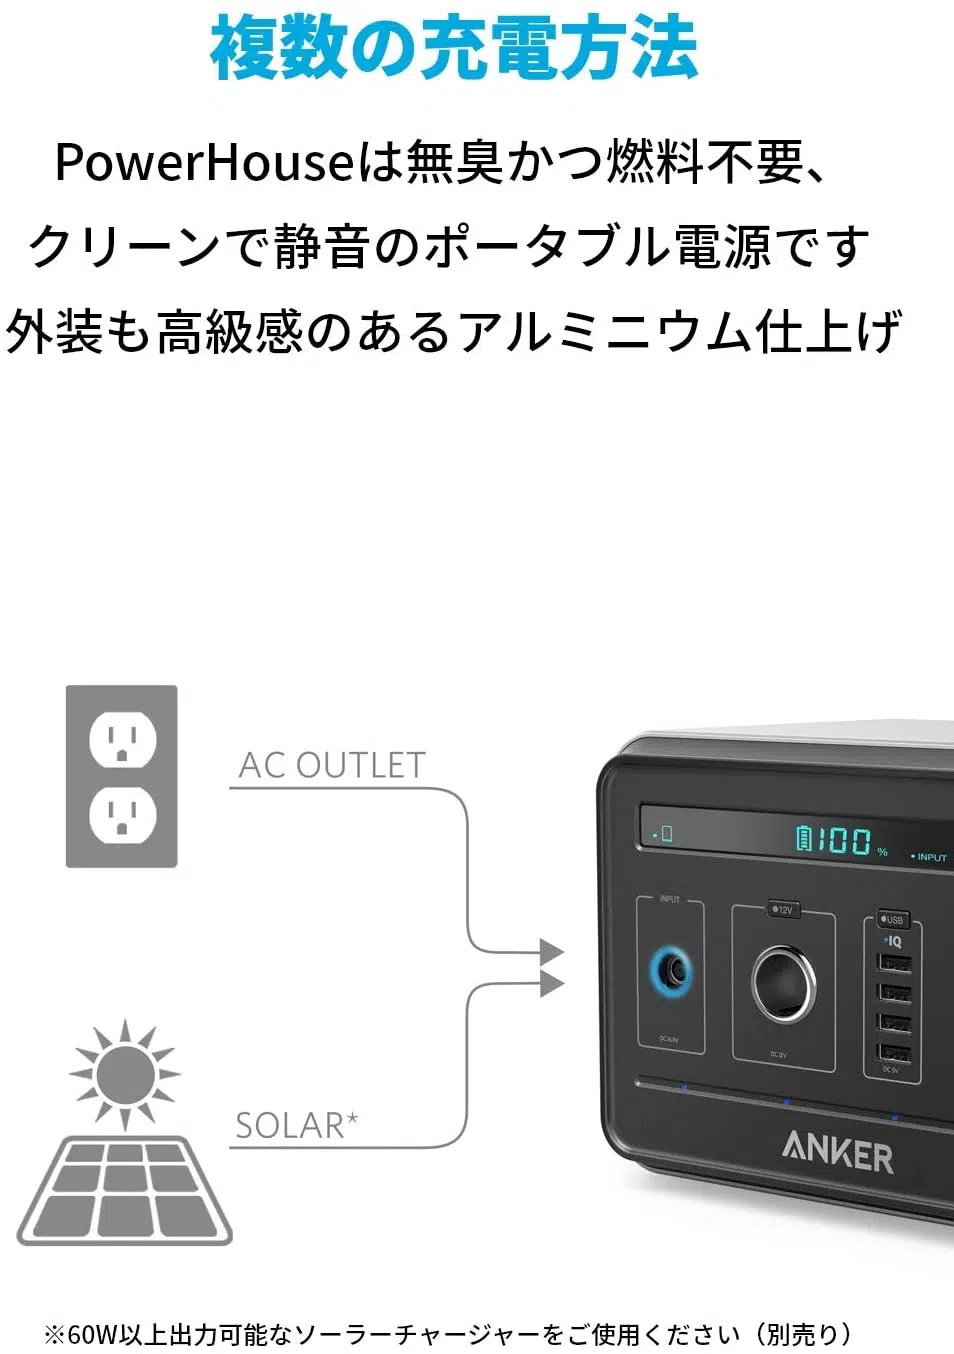 複数の充電方法
PowerHouseは無臭かつ燃料不要、
クリーンで静音のポータブル電源です
外装も高級感のあるアルミニウム仕上げ
AC OUTLET
100 %
• INPUT
INPUT
12V
USB
IQ
DC 12V
DC 5V
SOLAR*
ANKER
※60W以上出力可能なソーラーチャージャーをご使用ください（別売り）